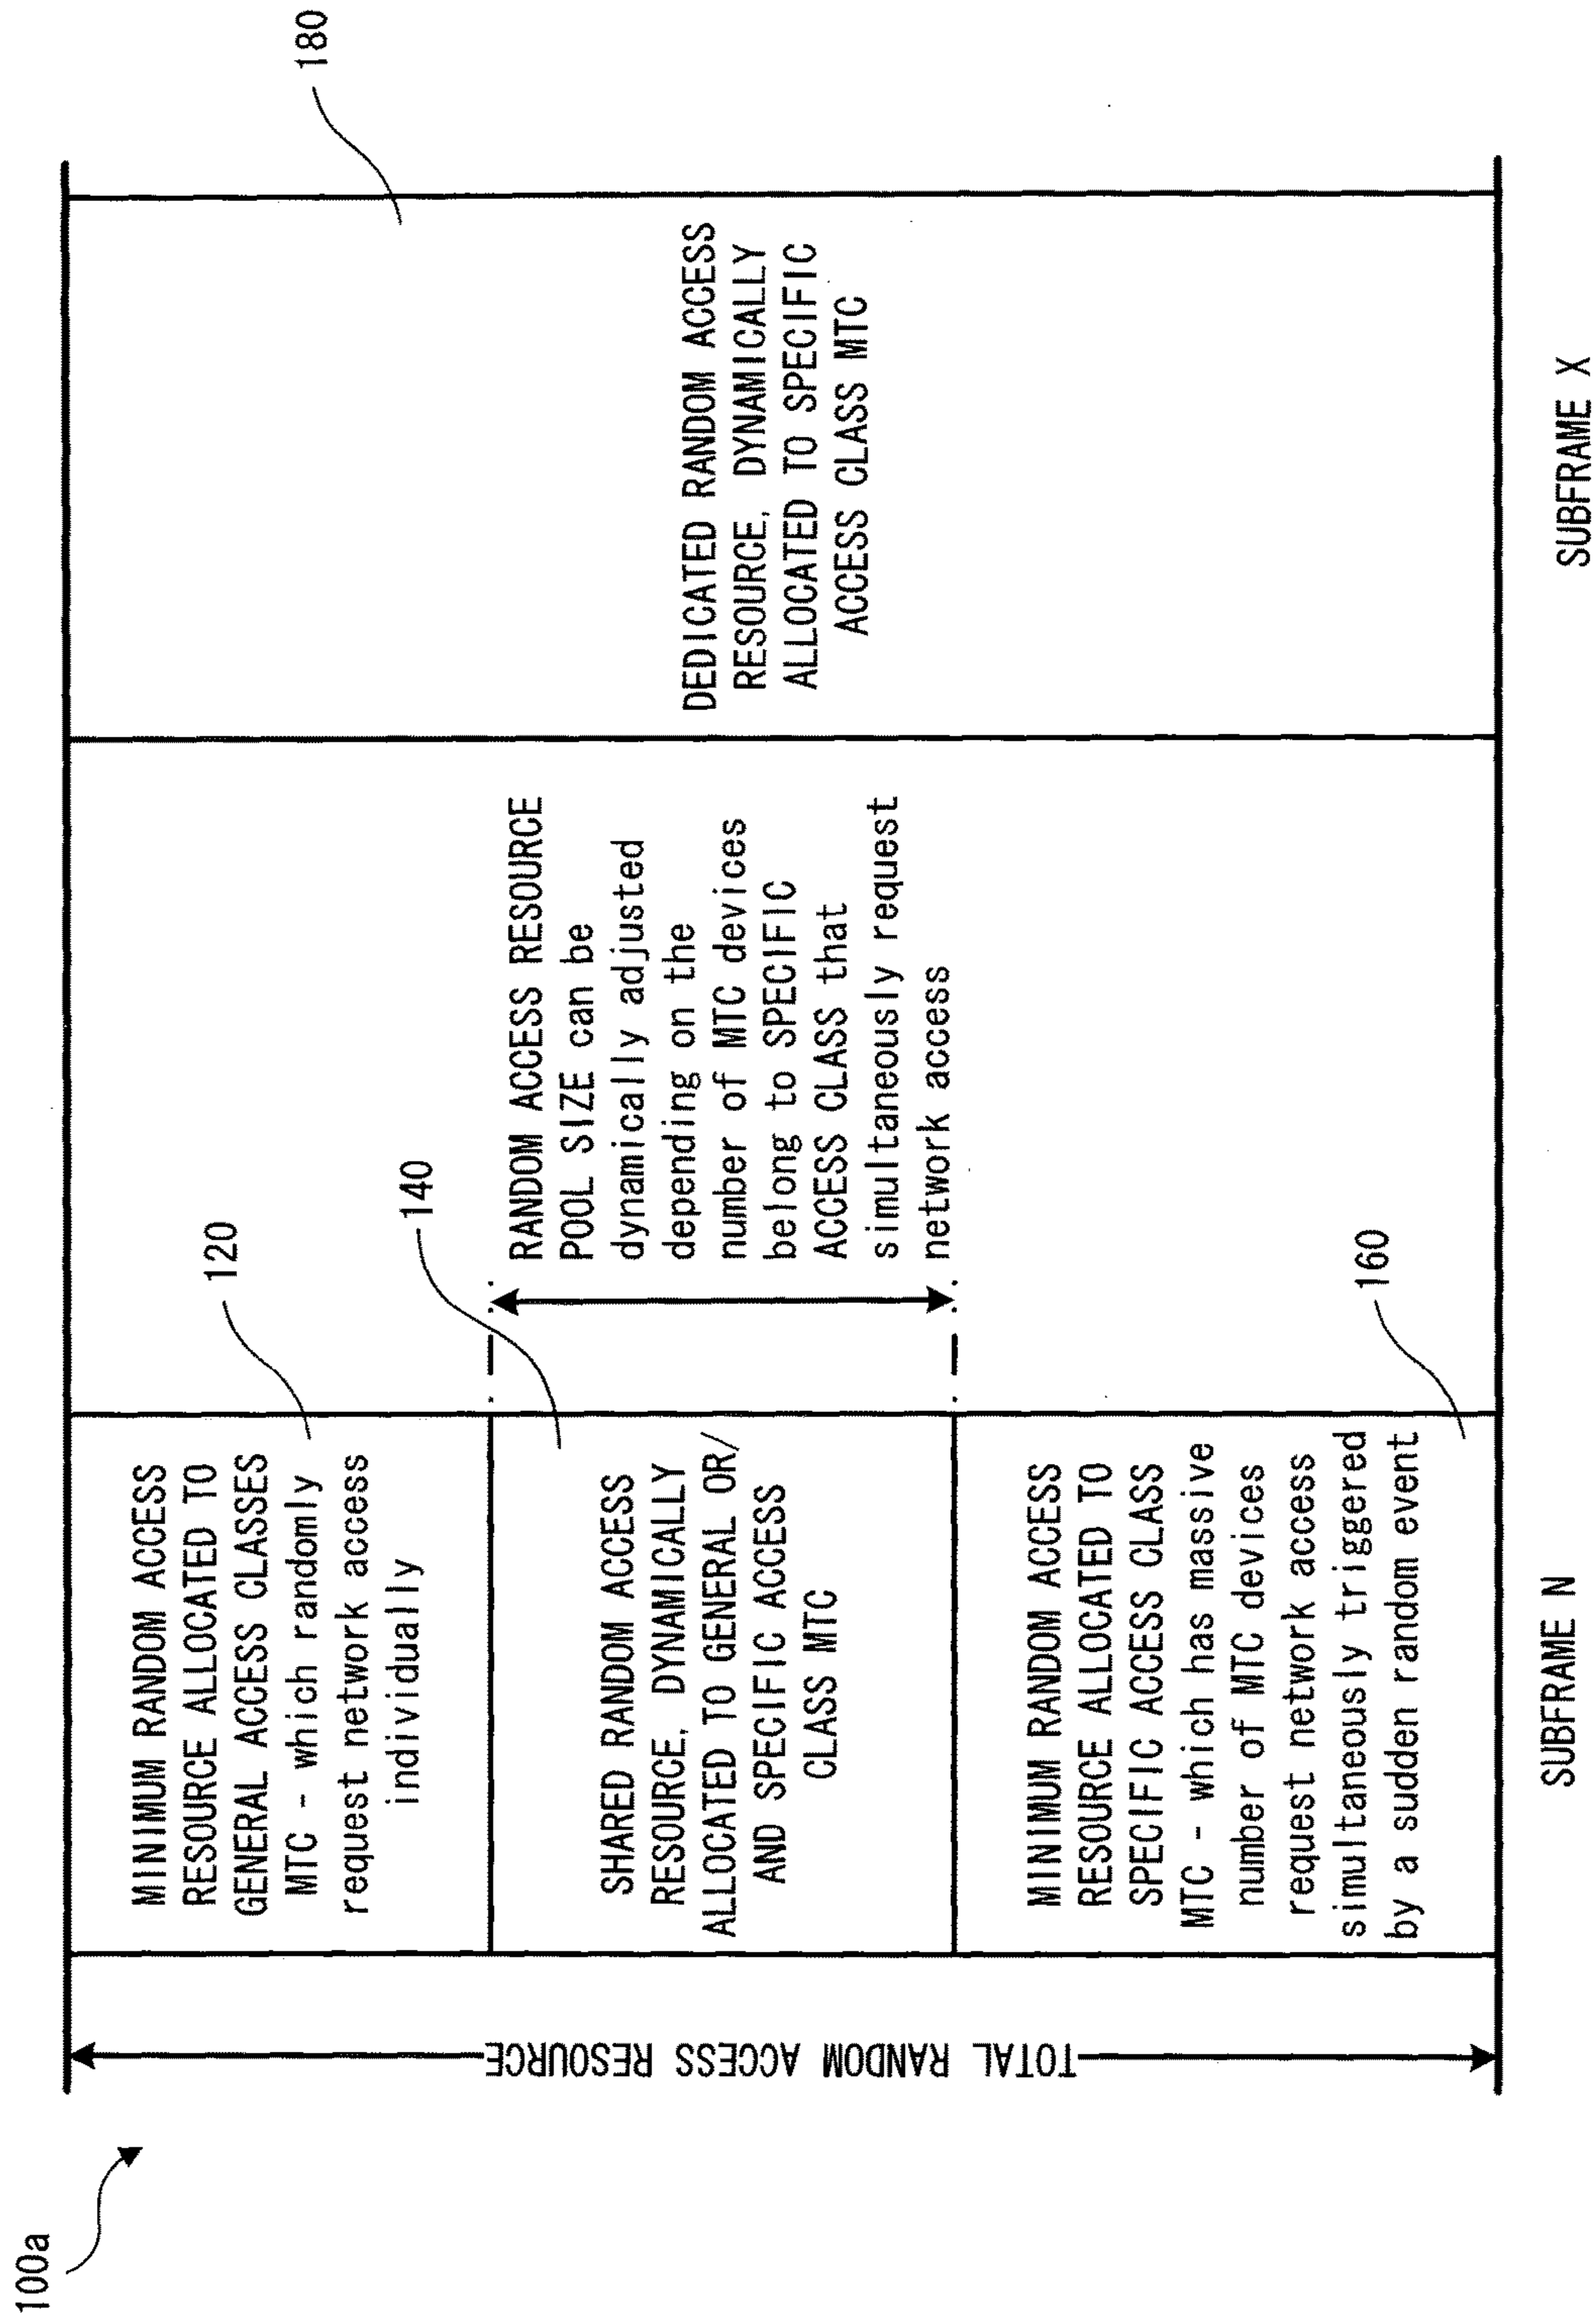 100a
TOTAL RANDOM ACCESS RESOURCE
MINIMUM RANDOM ACCESS
RESOURCE ALLOCATED TO
GENERAL ACCESS CLASSES
MTC - which randomly
request network access
individually
120
SHARED RANDOM ACCESS
RESOURCE, DYNAMICALLY
ALLOCATED TO GENERAL OR/
AND SPECIFIC ACCESS
CLASS MTC
140
MINIMUM RANDOM ACCESS
RESOURCE ALLOCATED TO
SPECIFIC ACCESS CLASS
MTC - which has massive
number of MTC devices
request network access
simultaneously triggered
by a sudden random event
160
SUBFRAME N
RANDOM ACCESS RESOURCE
POOL SIZE can be
dynamically adjusted
depending on the
number of MTC devices
belong to SPECIFIC
ACCESS CLASS that
simultaneously request
network access
DEDICATED RANDOM ACCESS
RESOURCE, DYNAMICALLY
ALLOCATED TO SPECIFIC
ACCESS CLASS MTC
180
SUBFRAME X